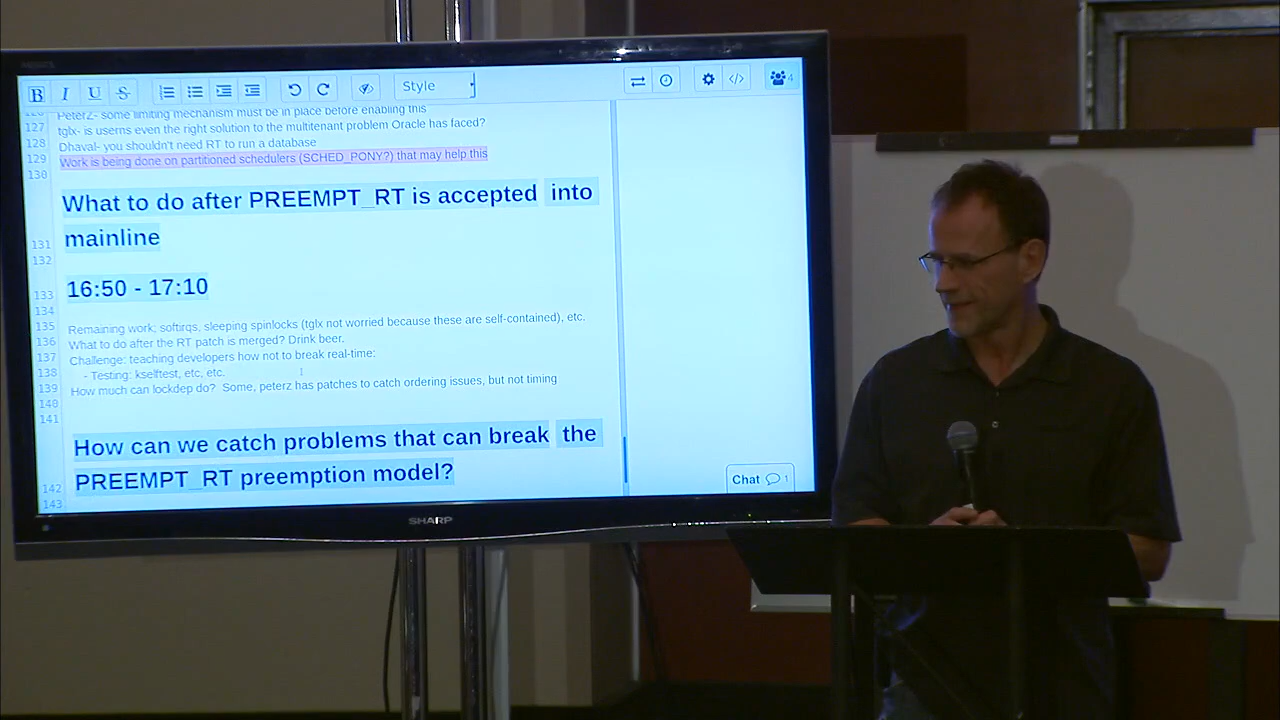 B I U S Style 4
126 PeterZ- some limiting mechanism must be in place before enabling this
127 tglx- is userns even the right solution to the multitenant problem Oracle has faced?
128 Dhaval- you shouldn't need RT to run a database
129 Work is being done on partitioned schedulers (SCHED_PONY?) that may help this
130
What to do after PREEMPT_RT is accepted into
131 mainline
132
133 16:50 - 17:10
134
135 Remaining work; softirqs, sleeping spinlocks (tglx not worried because these are self-contained), etc.
136 What to do after the RT patch is merged? Drink beer.
137 Challenge: teaching developers how not to break real-time:
138 - Testing: kselftest, etc, etc.
139 How much can lockdep do? Some, peterz has patches to catch ordering issues, but not timing
140
141
How can we catch problems that can break the
142 PREEMPT_RT preemption model?
143
Chat 1
SHARP